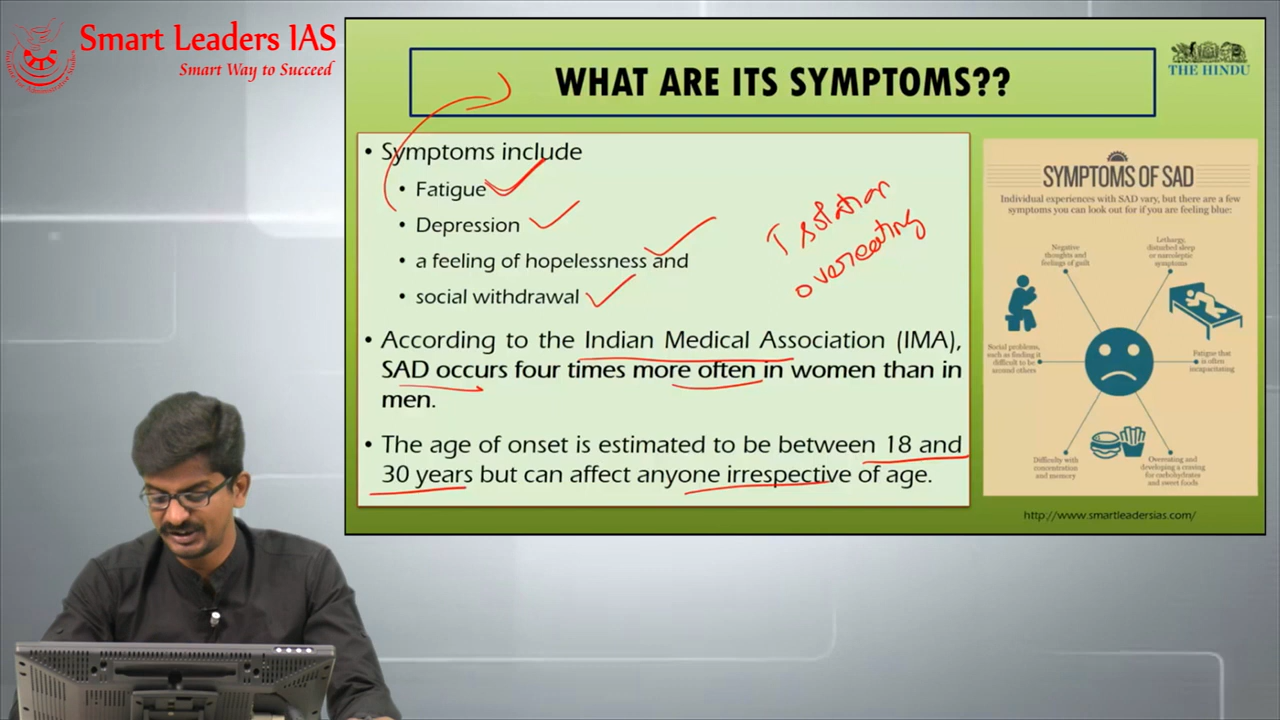 Smart Leaders IAS
Smart Way to Succeed
WHAT ARE ITS SYMPTOMS??
THE HINDU
• Symptoms include
• Fatigue
• Depression
• a feeling of hopelessness and
• social withdrawal
Isolation
overeating
• According to the Indian Medical Association (IMA),
SAD occurs four times more often in women than in
men.
• The age of onset is estimated to be between 18 and
30 years but can affect anyone irrespective of age.
SYMPTOMS OF SAD
Individual experiences with SAD vary, but there are a few
symptoms you can look out for if you are feeling blue:
Negative
thoughts and
feelings of guilt
Lethargy,
disturbed sleep
or narcoleptic
symptoms
Social problems,
such as finding it
difficult to be
around others
Fatigue that
is often
incapacitating
Difficulty with
concentration
and memory
Overeating and
developing a craving
for carbohydrates
and sweet foods
http://www.smartleadersias.com/